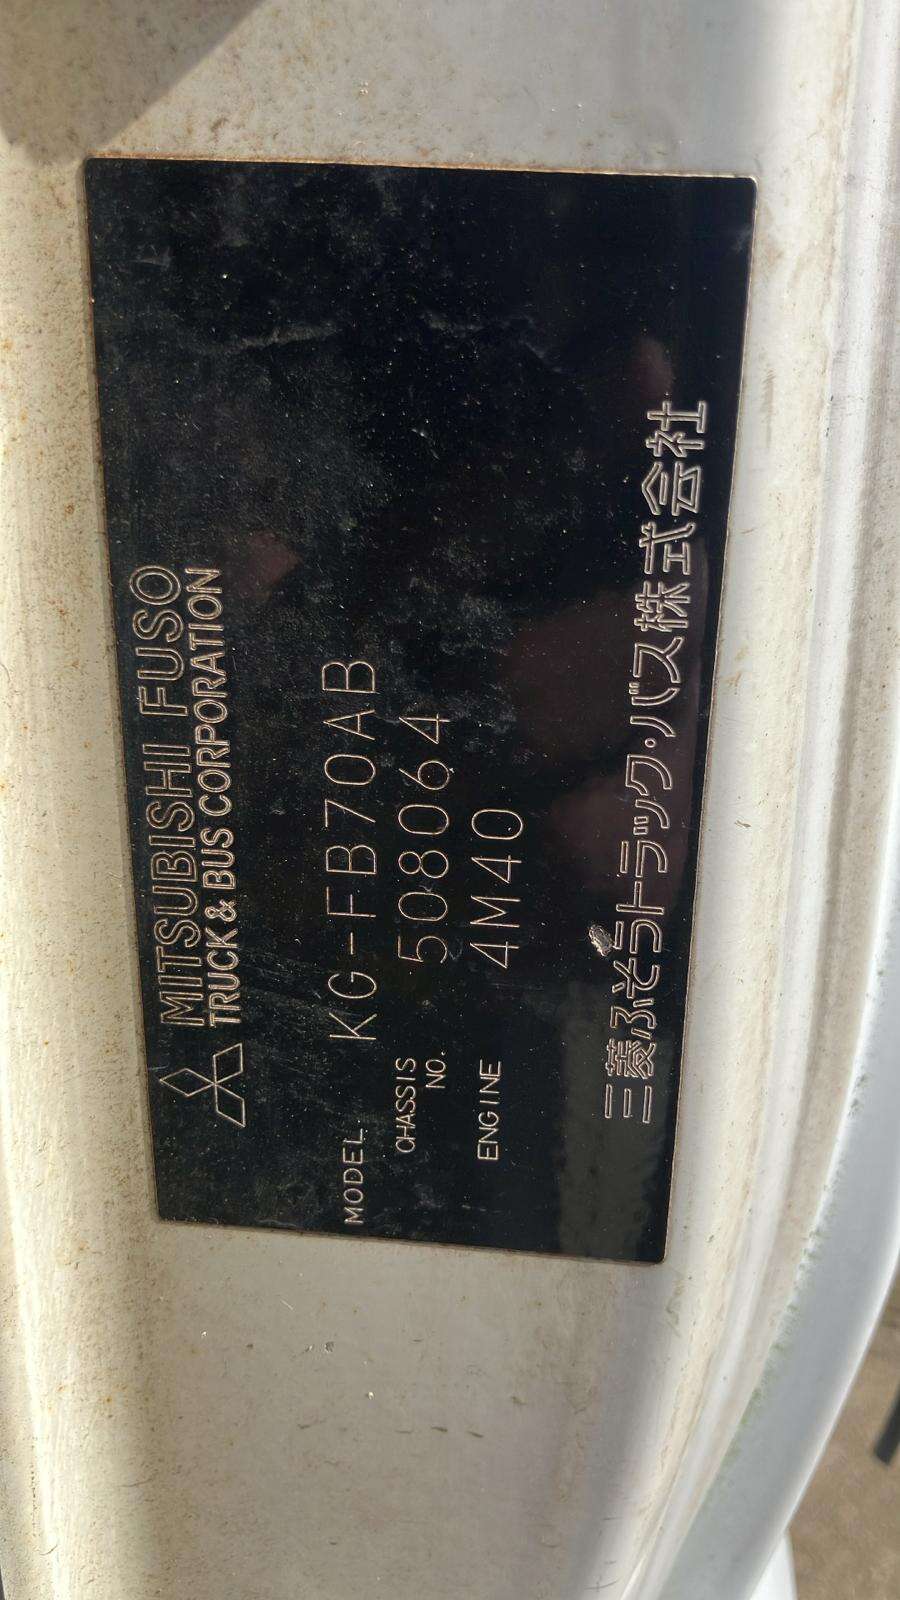 MITSUBISHI FUSO
TRUCK & BUS CORPORATION
MODEL KG-FB70AB
CHASSIS NO. 508064
ENGINE 4M40
三菱ふそうトラック・バス株式会社